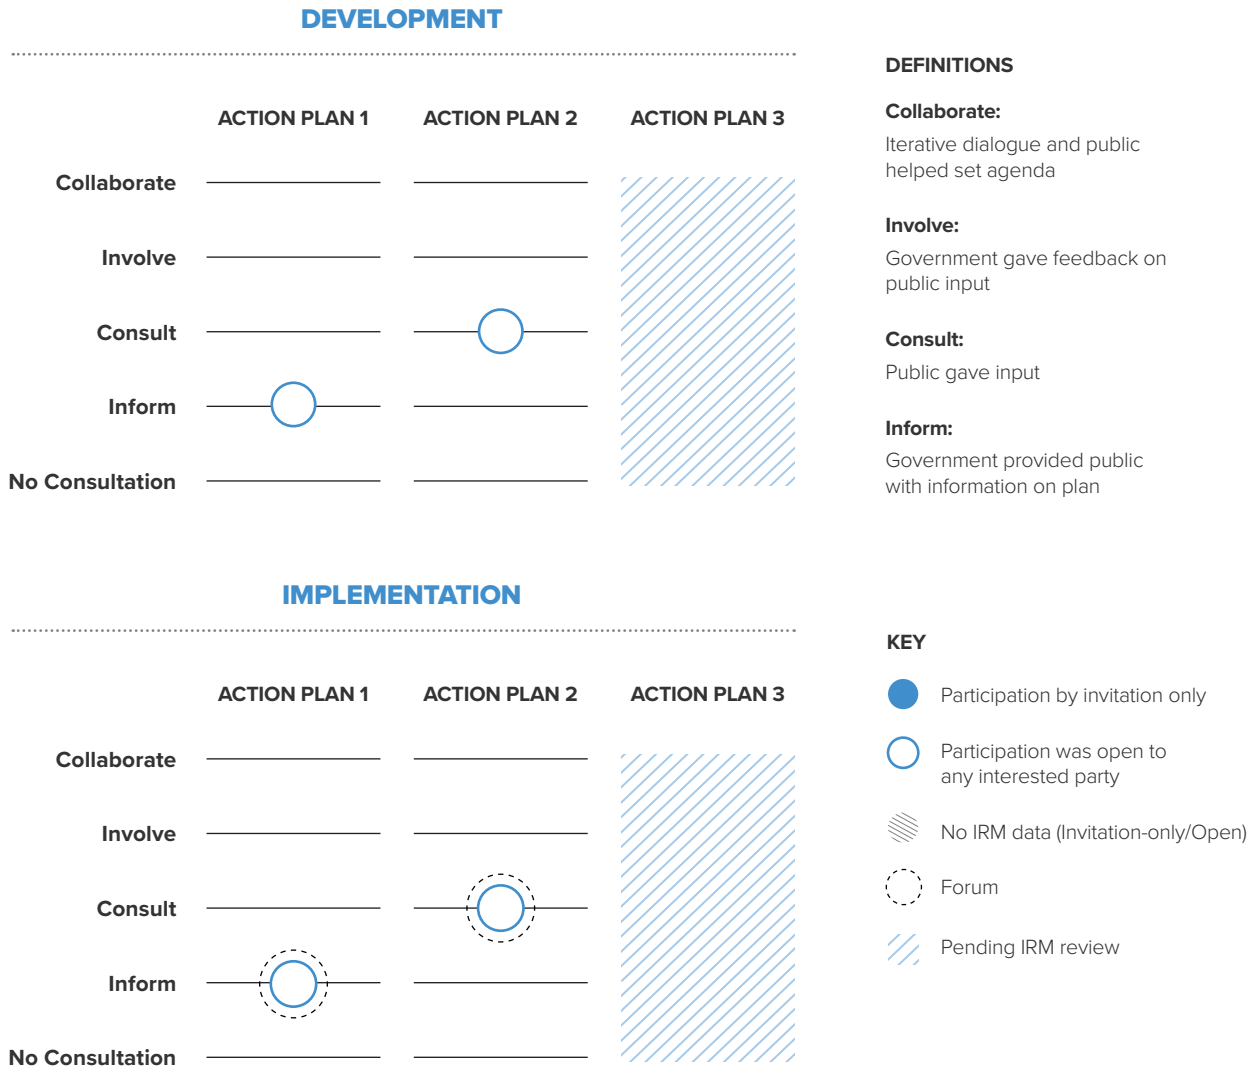 DEVELOPMENT
ACTION PLAN 1
ACTION PLAN 2
ACTION PLAN 3
Collaborate
Involve
Consult
Inform
No Consultation
DEFINITIONS
Collaborate:
Iterative dialogue and public
helped set agenda
Involve:
Government gave feedback on
public input
Consult:
Public gave input
Inform:
Government provided public
with information on plan
IMPLEMENTATION
ACTION PLAN 1
ACTION PLAN 2
ACTION PLAN 3
Collaborate
Involve
Consult
Inform
No Consultation
KEY
Participation by invitation only
Participation was open to
any interested party
No IRM data (Invitation-only/Open)
Forum
Pending IRM review